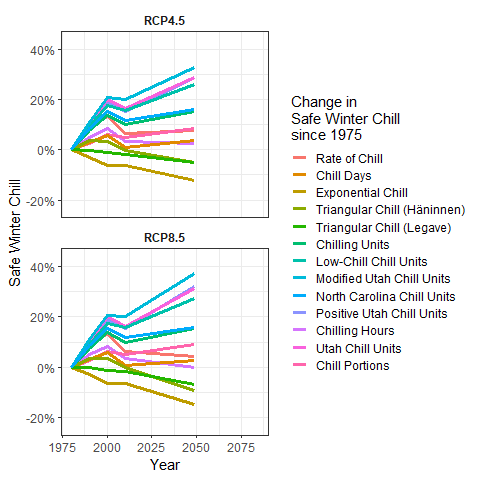 RCP4.5
40%
20%
0%
-20%
RCP8.5
40%
20%
0%
-20%
Safe Winter Chill
1975 2000 2025 2050 2075
Year
Change in
Safe Winter Chill
since 1975
Rate of Chill
Chill Days
Exponential Chill
Triangular Chill (Häninnen)
Triangular Chill (Legave)
Chilling Units
Low-Chill Chill Units
Modified Utah Chill Units
North Carolina Chill Units
Positive Utah Chill Units
Chilling Hours
Utah Chill Units
Chill Portions